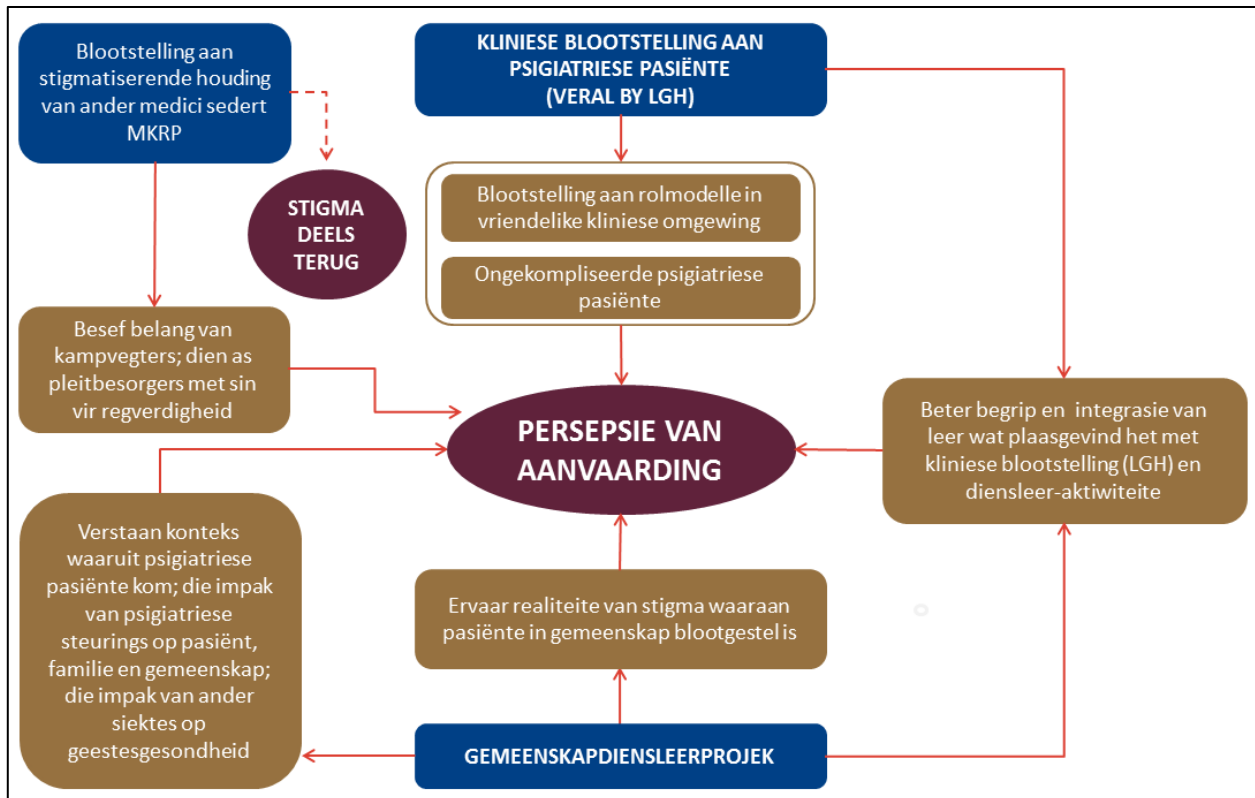 Blootstelling aan
stigmatiserende houding
van ander medici sedert
MKRP
KLINIESE BLOOTSTELLING AAN
PSIGIATRIESE PASIËNTE
(VERAL BY LGH)
STIGMA
DEELS
TERUG
Blootstelling aan rolmodelle in
vriendelike kliniese omgewing
Ongekompliseerde psigiatriese
pasiënte
Besef belang van
kampvegters; dien as
pleitbesorgers met sin
vir regverdigheid
PERSEPSIE VAN
AANVAARDING
Beter begrip en integrasie van
leer wat plaasgevind het met
kliniese blootstelling (LGH) en
diensleer-aktiwiteite
Verstaan konteks
waaruit psigiatriese
pasiënte kom; die impak
van psigiatriese
steurings op pasiënt,
familie en gemeenskap;
die impak van ander
siektes op
geestesgesondheid
Ervaar realiteite van stigma waaraan
pasiënte in gemeenskap blootgestel is
GEMEENSKAPDIENSLEERPROJEK